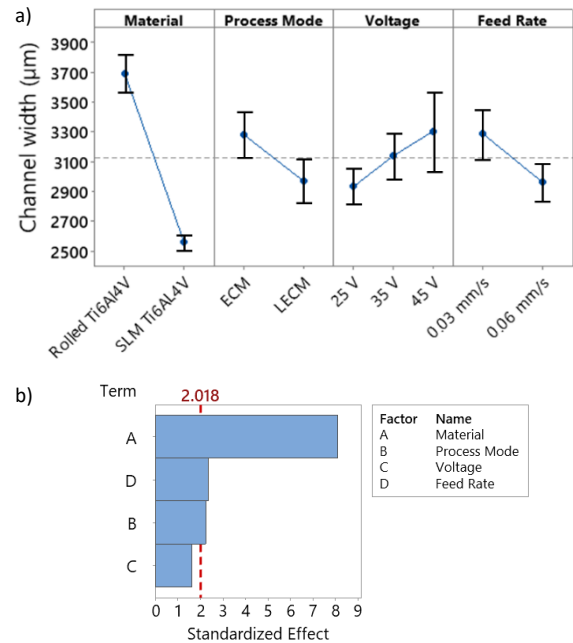 a)
Material Process Mode Voltage Feed Rate
Channel width (μm)
3900
3700
3500
3300
3100
2900
2700
2500
Rolled Ti6Al4V SLM Ti6AL4V ECM LECM 25 V 35 V 45 V 0.03 mm/s 0.06 mm/s
b)
Term
2.018
A
D
B
C
0 1 2 3 4 5 6 7 8 9
Standardized Effect
Factor Name
A Material
B Process Mode
C Voltage
D Feed Rate